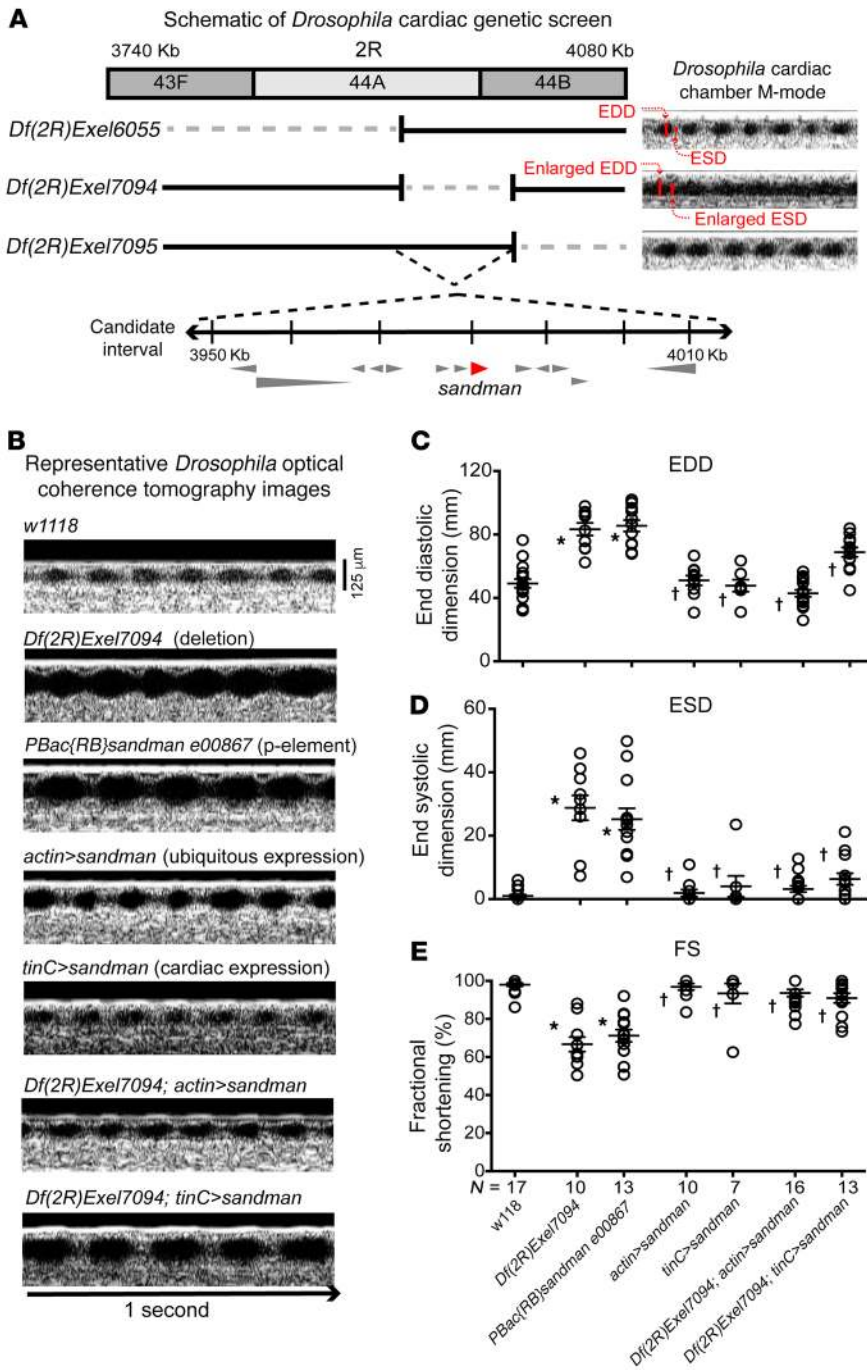 A
Schematic of Drosophila cardiac genetic screen
3740 Kb
2R
4080 Kb
43F
44A
44B
Drosophila cardiac
chamber M-mode
Df(2R)Exel6055
EDD
ESD
Df(2R)Exel7094
Enlarged EDD
Enlarged ESD
Df(2R)Exel7095
Candidate
interval
3950 Kb
4010 Kb
sandman
B
Representative Drosophila optical
coherence tomography images
w1118
125 µm
Df(2R)Exel7094 (deletion)
PBac{RB}sandman e00867 (p-element)
actin>sandman (ubiquitous expression)
tinC>sandman (cardiac expression)
Df(2R)Exel7094; actin>sandman
Df(2R)Exel7094; tinC>sandman
1 second
C
EDD
End diastolic
dimension (mm)
120
80
40
0
* * † † † †
D
ESD
End systolic
dimension (mm)
60
40
20
0
* * † † † †
E
FS
Fractional
shortening (%)
100
80
60
40
20
0
* * † † † †
N = 17 10 13 10 7 16 13
w118
Df(2R)Exel7094
PBac{RB}sandman e00867
actin>sandman
tinC>sandman
Df(2R)Exel7094; actin>sandman
Df(2R)Exel7094; tinC>sandman